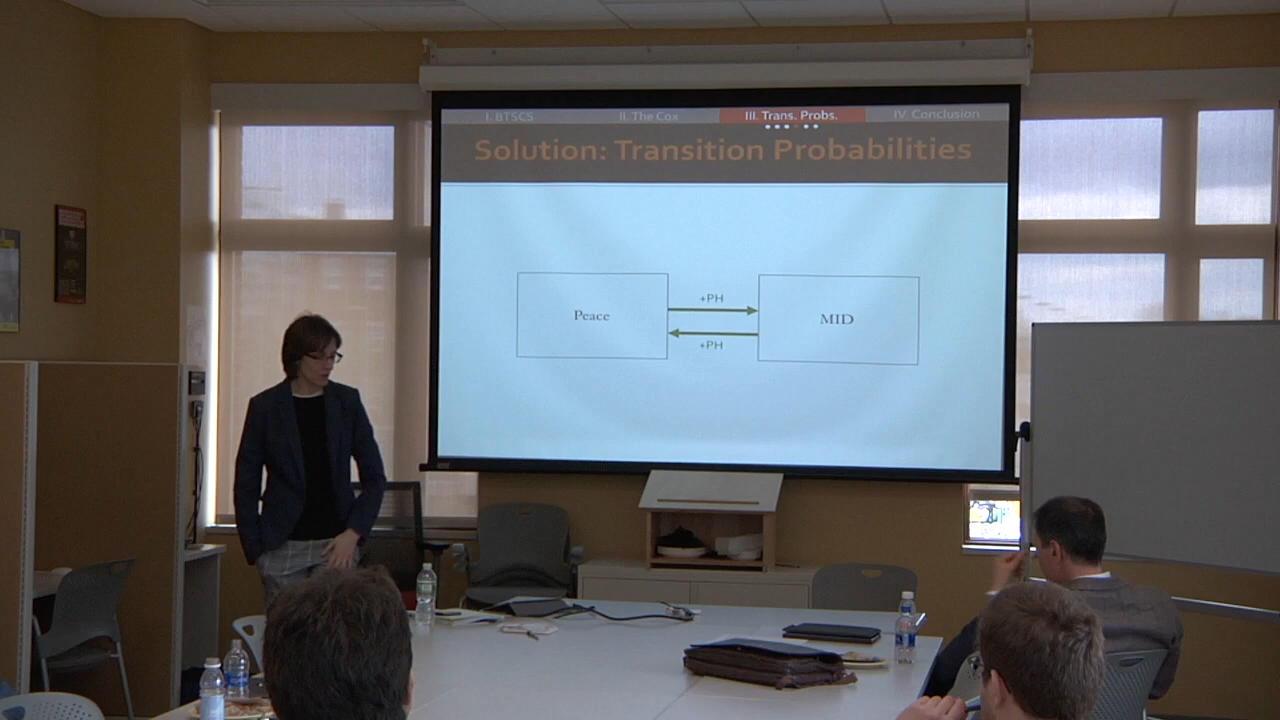 I. BTSCS
II. The Cox
III. Trans. Probs.
IV. Conclusion
Solution: Transition Probabilities
Peace
+PH
+PH
MID